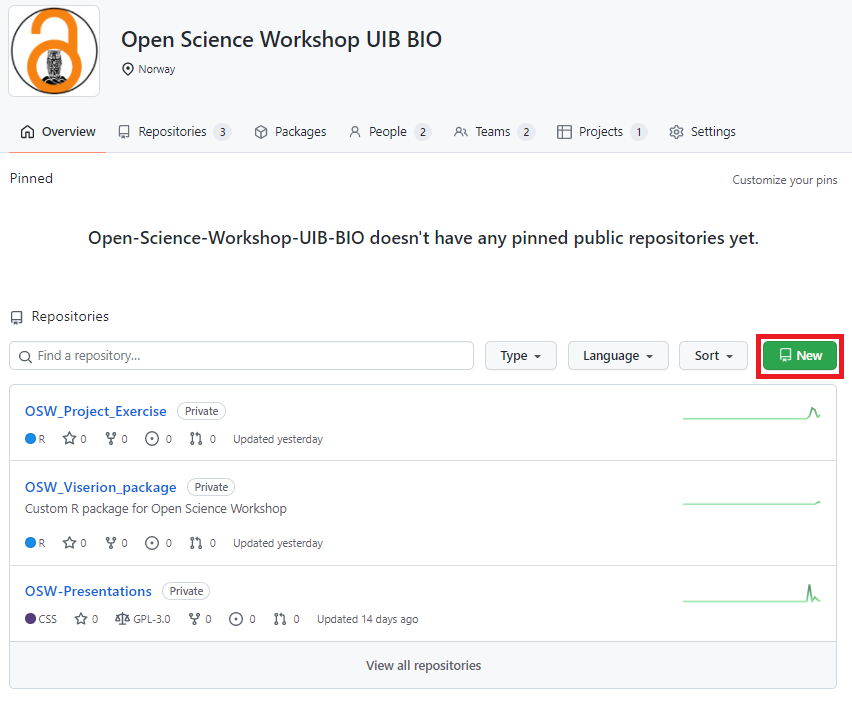 Open Science Workshop UIB BIO
Norway
Overview Repositories 3 Packages People 2 Teams 2 Projects 1 Settings
Pinned Customize your pins
Open-Science-Workshop-UIB-BIO doesn't have any pinned public repositories yet.
Repositories
Find a repository... Type Language Sort New
OSW_Project_Exercise Private
R 0 0 0 0 Updated yesterday
OSW_Viserion_package Private
Custom R package for Open Science Workshop
R 0 0 0 0 Updated yesterday
OSW-Presentations Private
CSS 0 GPL-3.0 0 0 0 Updated 14 days ago
View all repositories